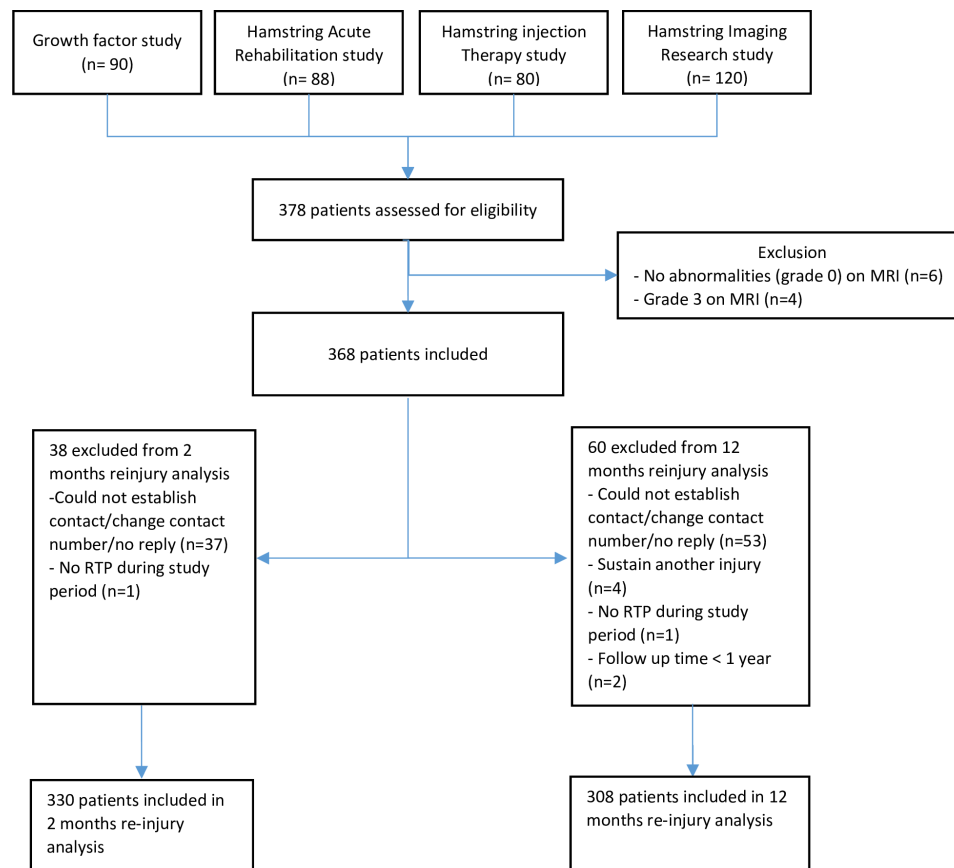 Growth factor study
(n= 90)
Hamstring Acute
Rehabilitation study
(n= 88)
Hamstring injection
Therapy study
(n= 80)
Hamstring Imaging
Research study
(n= 120)
378 patients assessed for eligibility
Exclusion
- No abnormalities (grade 0) on MRI (n=6)
- Grade 3 on MRI (n=4)
368 patients included
38 excluded from 2
months reinjury analysis
-Could not establish
contact/change contact
number/no reply (n=37)
- No RTP during study
period (n=1)
60 excluded from 12
months reinjury analysis
- Could not establish
contact/change contact
number/no reply (n=53)
- Sustain another injury
(n=4)
- No RTP during study
period (n=1)
- Follow up time < 1 year
(n=2)
330 patients included in
2 months re-injury
analysis
308 patients included in 12
months re-injury analysis